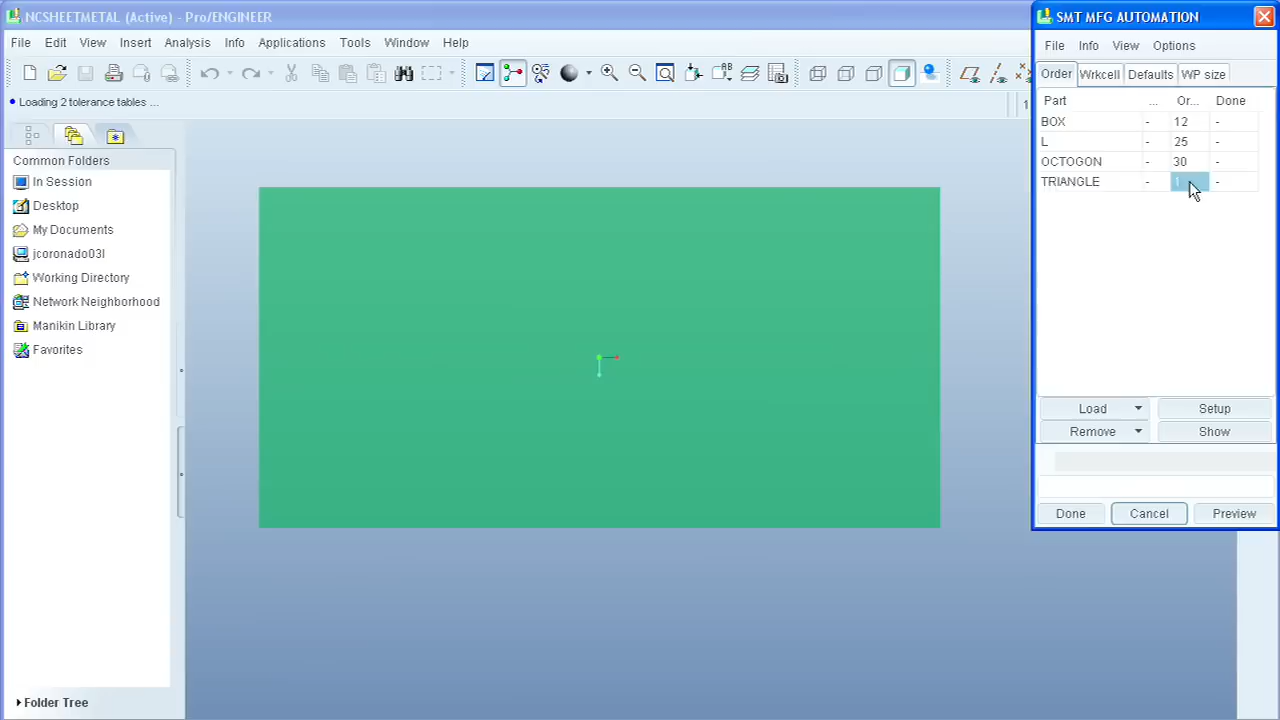 NCSHEETMETAL (Active) - Pro/ENGINEER
File Edit View Insert Analysis Info Applications Tools Window Help
Loading 2 tolerance tables ...
1
Common Folders
In Session
Desktop
My Documents
jcoronado03l
Working Directory
Network Neighborhood
Manikin Library
Favorites
Folder Tree
SMT MFG AUTOMATION
File Info View Options
Order Wrkcell Defaults WP size
Part ... Or... Done
BOX - 12 -
L - 25 -
OCTOGON - 30 -
TRIANGLE - 1 -
Load Setup
Remove Show
Done Cancel Preview